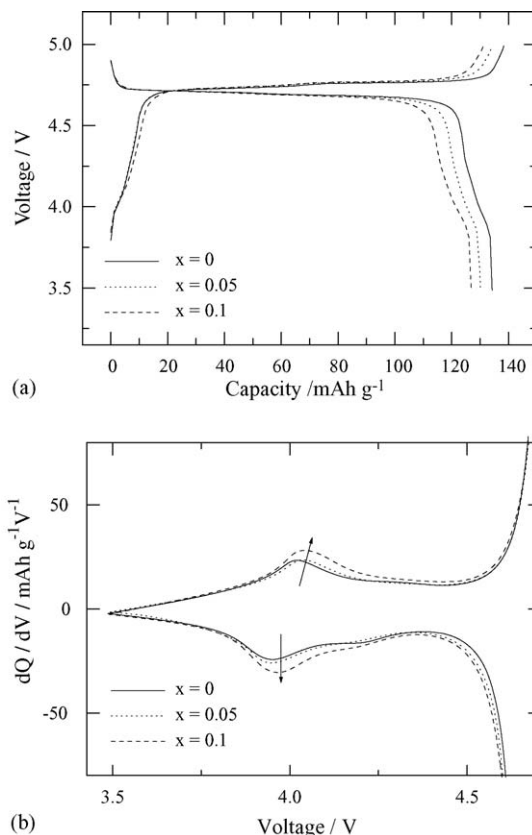 5.0
4.5
4.0
3.5
Voltage / V
x = 0
x = 0.05
x = 0.1
0 20 40 60 80 100 120 140
Capacity /mAh g-1
(a)
50
0
-50
dQ / dV / mAh g-1V-1
x = 0
x = 0.05
x = 0.1
3.5 4.0 4.5
Voltage / V
(b)